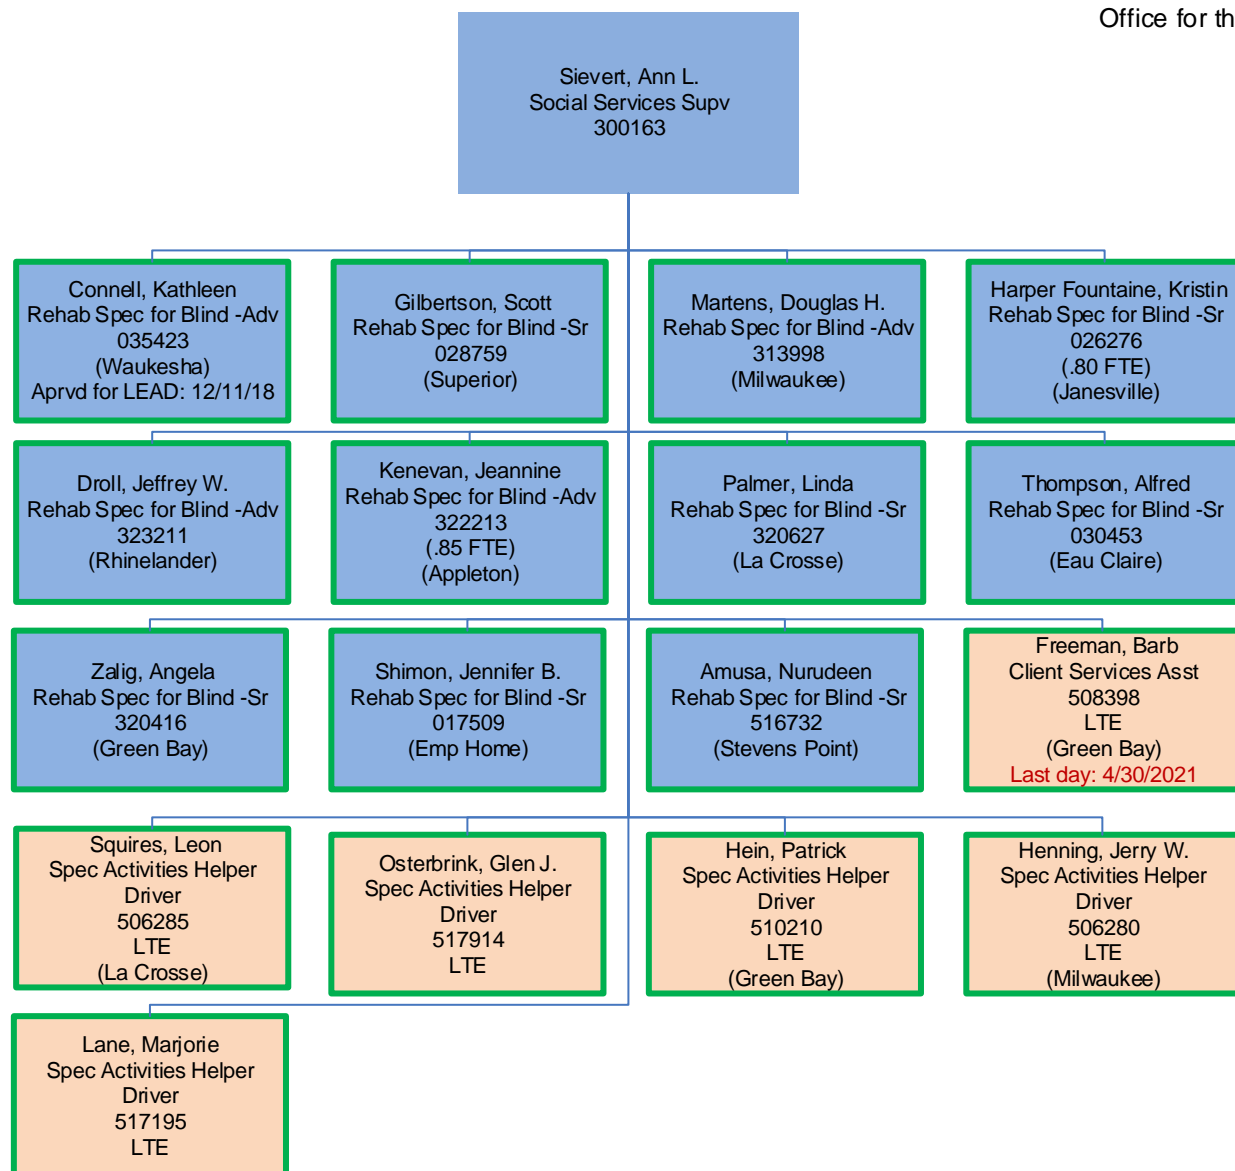 Office for th
Sievert, Ann L.
Social Services Supv
300163
Connell, Kathleen
Rehab Spec for Blind -Adv
035423
(Waukesha)
Aprvd for LEAD: 12/11/18
Gilbertson, Scott
Rehab Spec for Blind -Sr
028759
(Superior)
Martens, Douglas H.
Rehab Spec for Blind -Adv
313998
(Milwaukee)
Harper Fountaine, Kristin
Rehab Spec for Blind -Sr
026276
(.80 FTE)
(Janesville)
Droll, Jeffrey W.
Rehab Spec for Blind -Adv
323211
(Rhinelander)
Kenevan, Jeannine
Rehab Spec for Blind -Adv
322213
(.85 FTE)
(Appleton)
Palmer, Linda
Rehab Spec for Blind -Sr
320627
(La Crosse)
Thompson, Alfred
Rehab Spec for Blind -Sr
030453
(Eau Claire)
Zalig, Angela
Rehab Spec for Blind -Sr
320416
(Green Bay)
Shimon, Jennifer B.
Rehab Spec for Blind -Sr
017509
(Emp Home)
Amusa, Nurudeen
Rehab Spec for Blind -Sr
516732
(Stevens Point)
Freeman, Barb
Client Services Asst
508398
LTE
(Green Bay)
Last day: 4/30/2021
Squires, Leon
Spec Activities Helper
Driver
506285
LTE
(La Crosse)
Osterbrink, Glen J.
Spec Activities Helper
Driver
517914
LTE
Hein, Patrick
Spec Activities Helper
Driver
510210
LTE
(Green Bay)
Henning, Jerry W.
Spec Activities Helper
Driver
506280
LTE
(Milwaukee)
Lane, Marjorie
Spec Activities Helper
Driver
517195
LTE